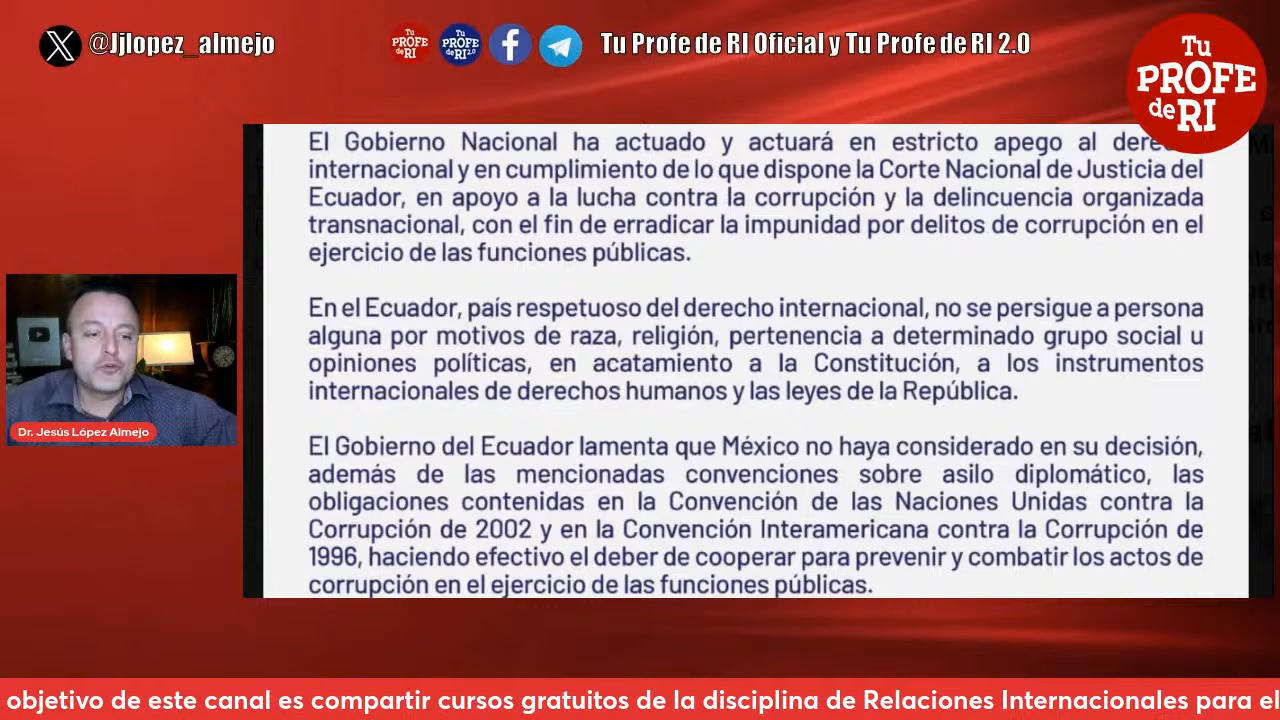 @Jjlopez_almejo
Tu
PROFE
de RI
Tu
PROFE
de RI 2.0
Tu Profe de RI Oficial y Tu Profe de RI 2.0
Tu
PROFE
de RI
El Gobierno Nacional ha actuado y actuará en estricto apego al
internacional y en cumplimiento de lo que dispone la Corte Nacional de Justicia del
Ecuador, en apoyo a la lucha contra la corrupción y la delincuencia organizada
transnacional, con el fin de erradicar la impunidad por delitos de corrupción en el
ejercicio de las funciones públicas.
En el Ecuador, país respetuoso del derecho internacional, no se persigue a persona
alguna por motivos de raza, religión, pertenencia a determinado grupo social u
opiniones políticas, en acatamiento a la Constitución, a los instrumentos
internacionales de derechos humanos y las leyes de la República.
El Gobierno del Ecuador lamenta que México no haya considerado en su decisión,
además de las mencionadas convenciones sobre asilo diplomático, las
obligaciones contenidas en la Convención de las Naciones Unidas contra la
Corrupción de 2002 y en la Convención Interamericana contra la Corrupción de
1996, haciendo efectivo el deber de cooperar para prevenir y combatir los actos de
corrupción en el ejercicio de las funciones públicas.
Dr. Jesús López Almejo
objetivo de este canal es compartir cursos gratuitos de la disciplina de Relaciones Internacionales para el